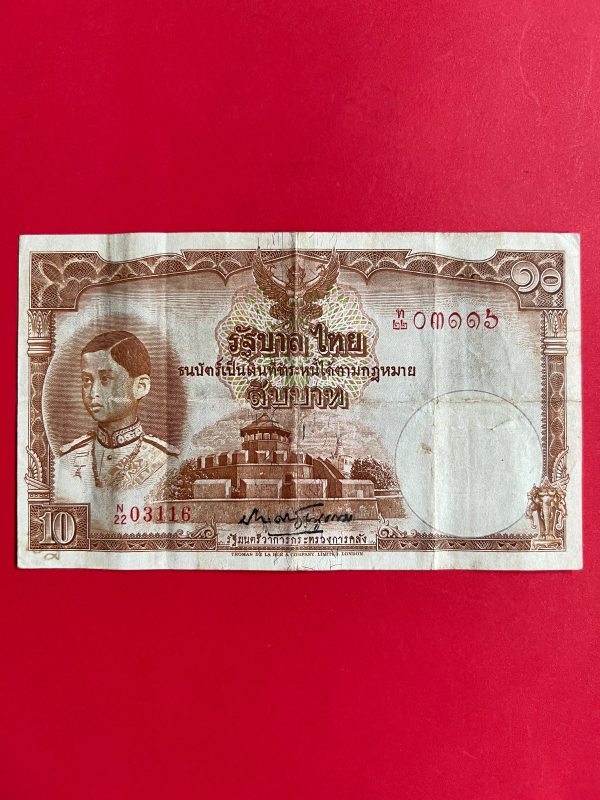 ๑๐
ท
๒๒ ๐๓๑๑๖
รัฐบาลไทย
ธนบัตร์เป็นเงินที่ชำระหนี้ได้ตามกฎหมาย
สิบบาท
N
22 03116
10
รัฐมนตรีว่าการกระทรวงการคลัง
THOMAS DE LA RUE & COMPANY, LIMITED, LONDON